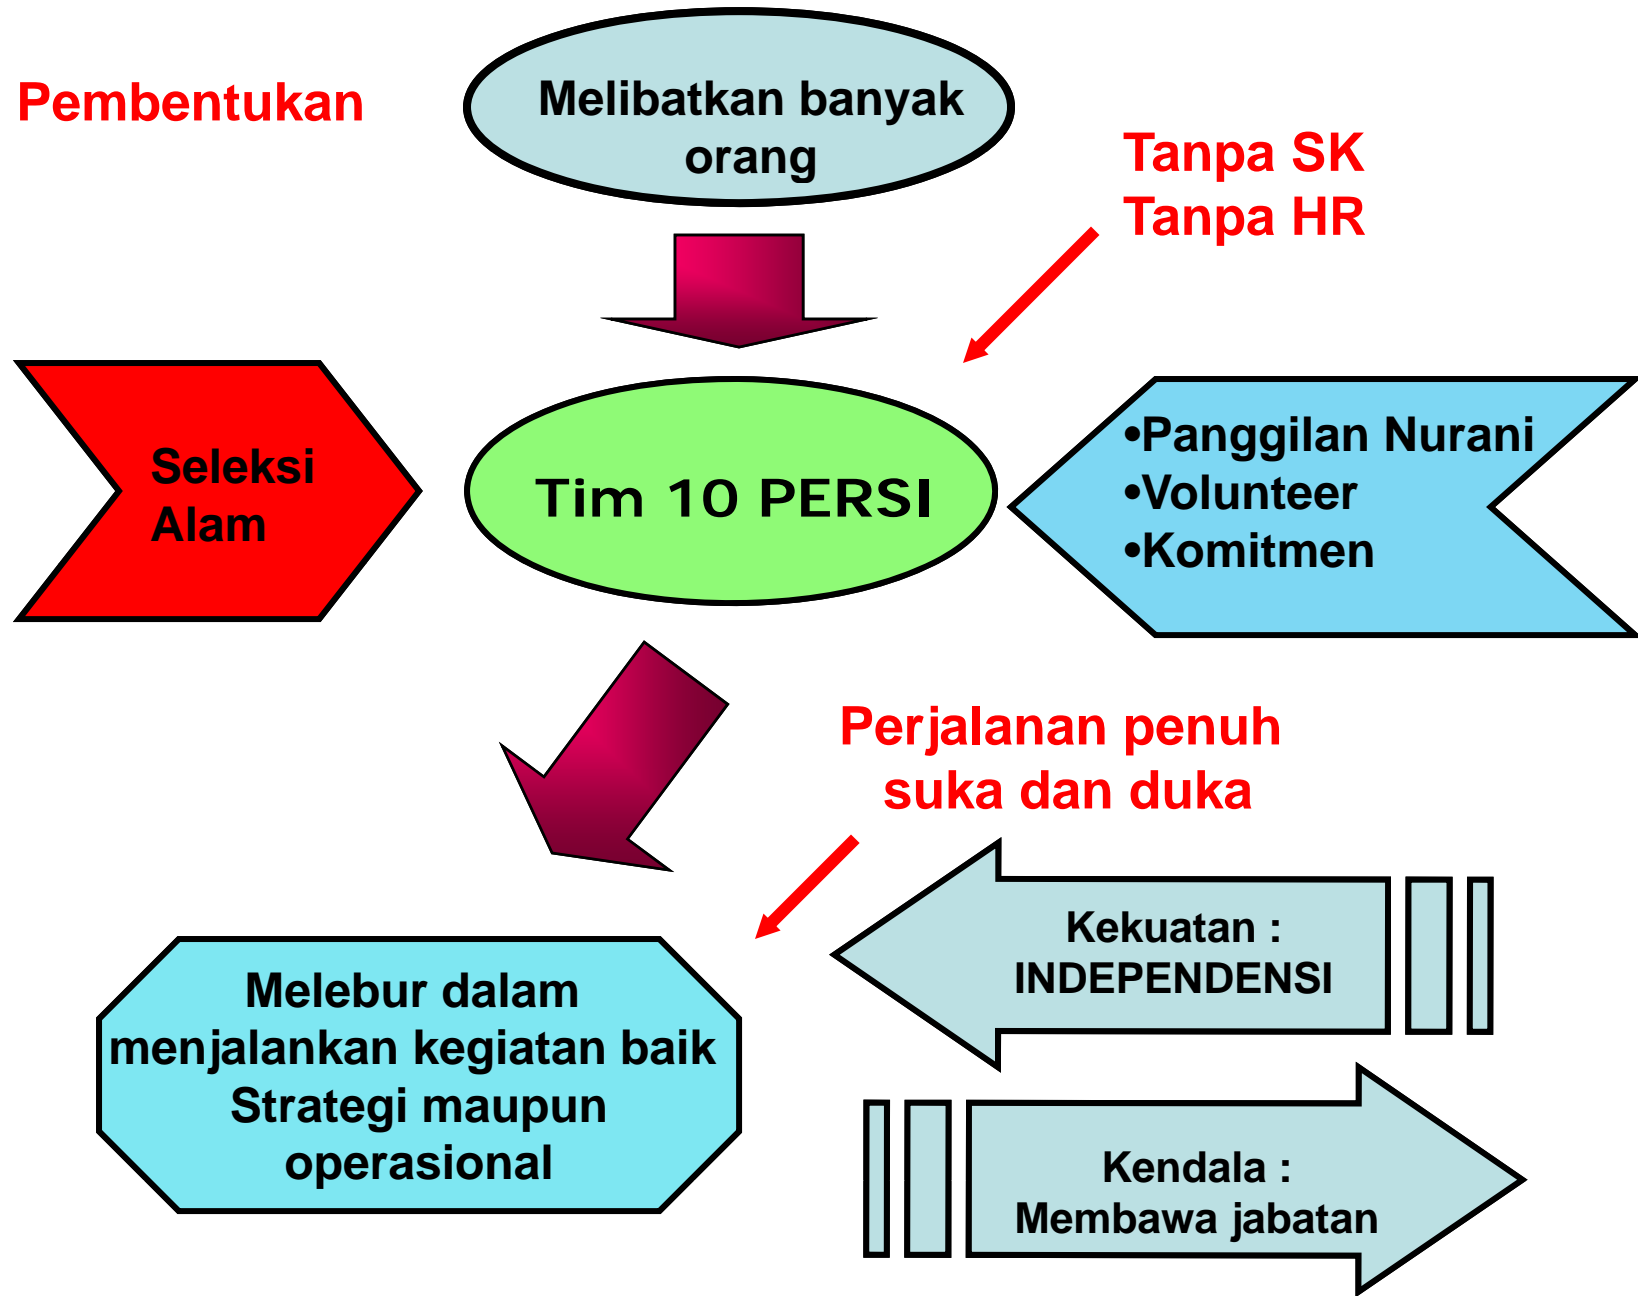 Pembentukan
Melibatkan banyak
orang
Tanpa SK
Tanpa HR
Seleksi
Alam
Tim 10 PERSI
•Panggilan Nurani
•Volunteer
•Komitmen
Perjalanan penuh
suka dan duka
Kekuatan :
INDEPENDENSI
Melebur dalam
menjalankan kegiatan baik
Strategi maupun
operasional
Kendala :
Membawa jabatan